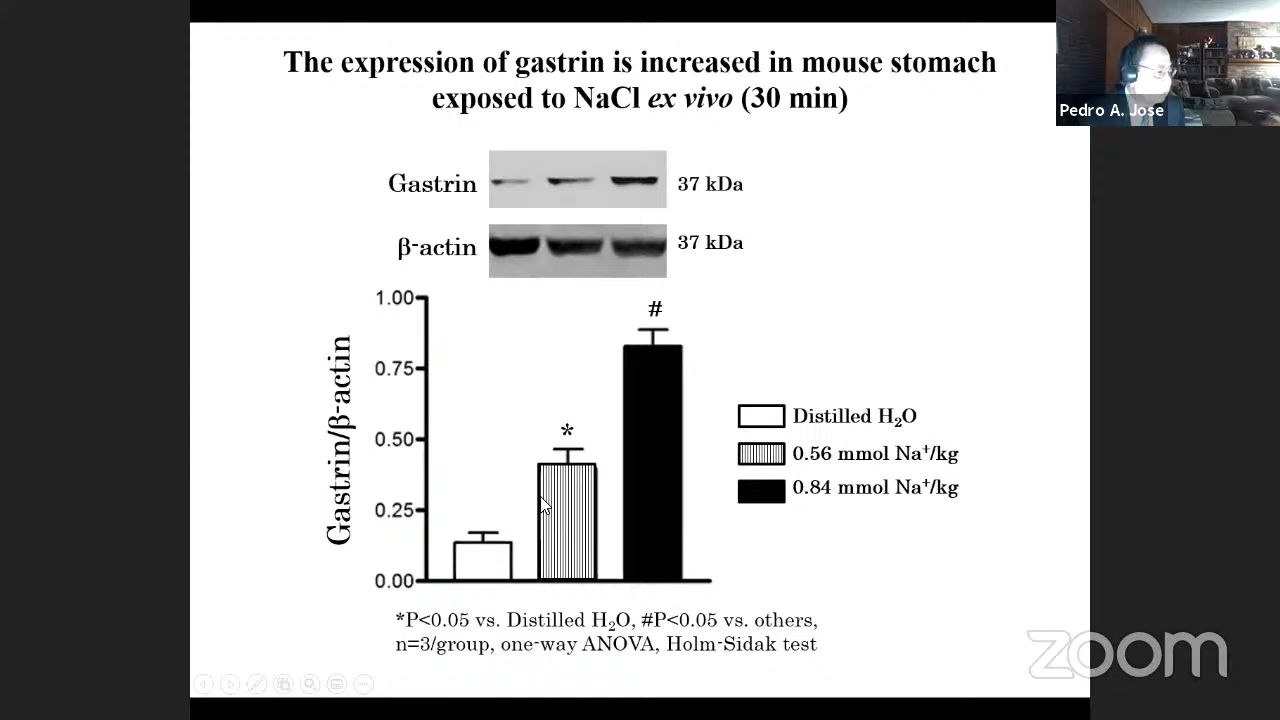 The expression of gastrin is increased in mouse stomach
exposed to NaCl ex vivo (30 min)
Pedro A. Jose
Gastrin
37 kDa
β-actin
37 kDa
Gastrin/β-actin
1.00
0.75
0.50
0.25
0.00
*
#
Distilled H₂O
0.56 mmol Na⁺/kg
0.84 mmol Na⁺/kg
*P<0.05 vs. Distilled H₂O, #P<0.05 vs. others,
n=3/group, one-way ANOVA, Holm-Sidak test
zoom